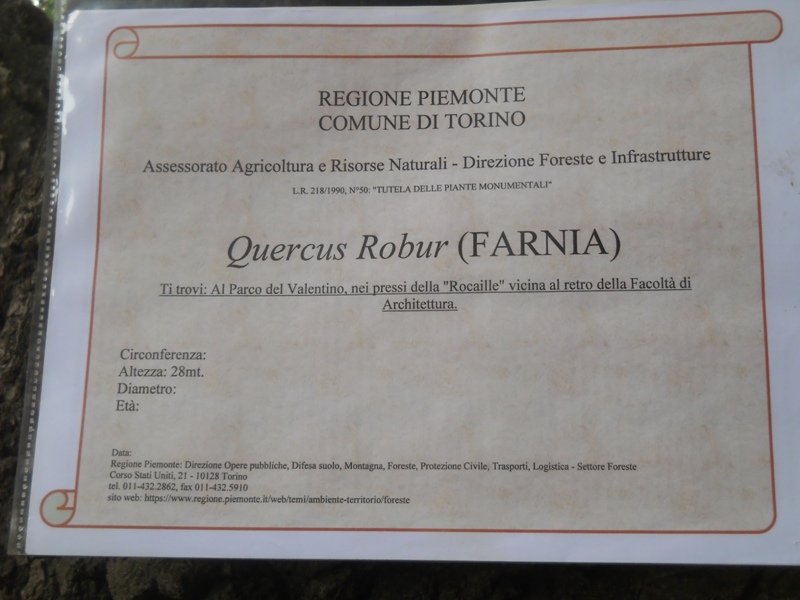 REGIONE PIEMONTE
COMUNE DI TORINO
Assessorato Agricoltura e Risorse Naturali - Direzione Foreste e Infrastrutture
L.R. 218/1990, N°50: "TUTELA DELLE PIANTE MONUMENTALI"
Quercus Robur (FARNIA)
Ti trovi: Al Parco del Valentino, nei pressi della "Rocaille" vicina al retro della Facoltà di
Architettura.
Circonferenza:
Altezza: 28mt.
Diametro:
Età:
Data:
Regione Piemonte: Direzione Opere pubbliche, Difesa suolo, Montagna, Foreste, Protezione Civile, Trasporti, Logistica - Settore Foreste
Corso Stati Uniti, 21 - 10128 Torino
tel. 011-432.2862, fax 011-432.5910
sito web: https://www.regione.piemonte.it/web/temi/ambiente-territorio/foreste